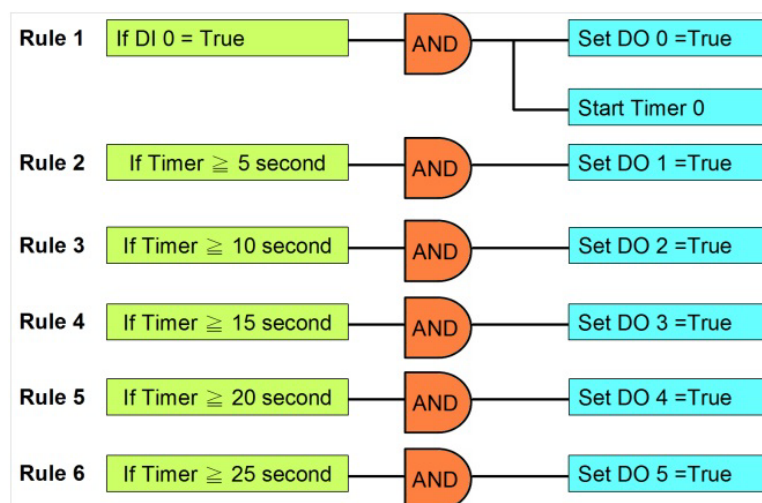 Rule 1 If DI 0 = True AND Set DO 0 =True
Start Timer 0
Rule 2 If Timer ≧ 5 second AND Set DO 1 =True
Rule 3 If Timer ≧ 10 second AND Set DO 2 =True
Rule 4 If Timer ≧ 15 second AND Set DO 3 =True
Rule 5 If Timer ≧ 20 second AND Set DO 4 =True
Rule 6 If Timer ≧ 25 second AND Set DO 5 =True